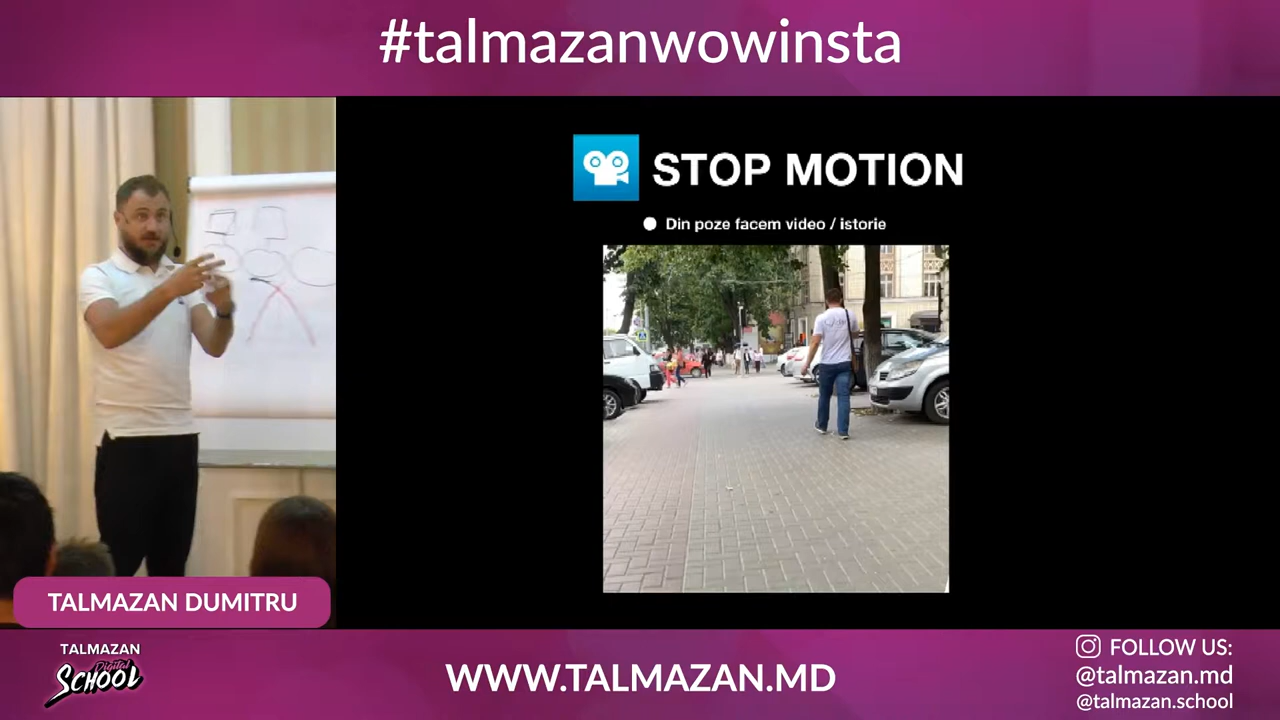 #talmazanwowinsta
STOP MOTION
Din poze facem video / istorie
TALMAZAN DUMITRU
TALMAZAN
Digital
SCHOOL
WWW.TALMAZAN.MD
FOLLOW US:
@talmazan.md
@talmazan.school